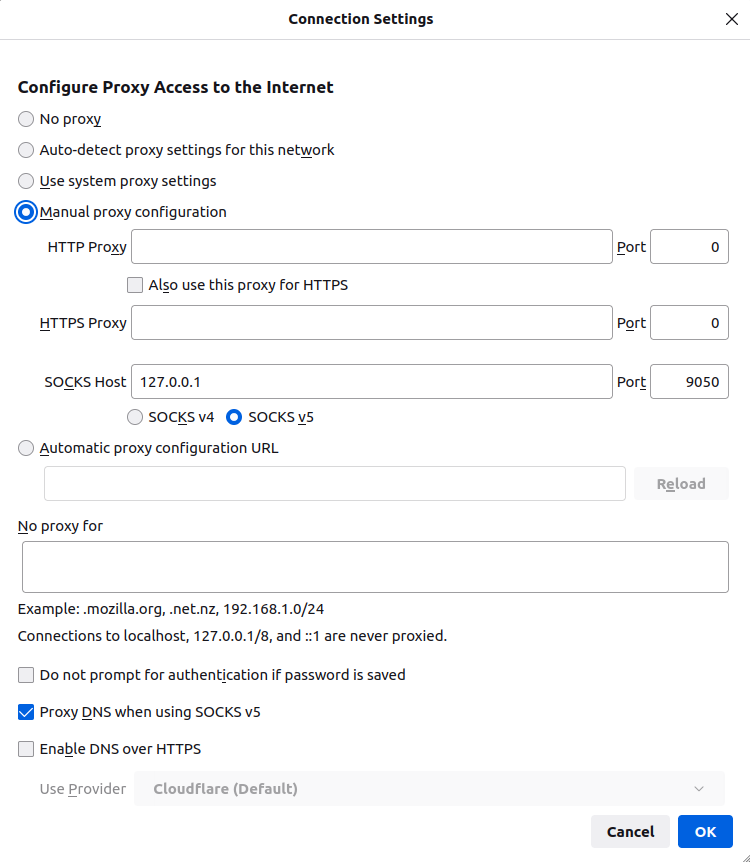 Connection Settings
Configure Proxy Access to the Internet
No proxy
Auto-detect proxy settings for this network
Use system proxy settings
Manual proxy configuration
HTTP Proxy Port 0
Also use this proxy for HTTPS
HTTPS Proxy Port 0
SOCKS Host 127.0.0.1 Port 9050
SOCKS v4 SOCKS v5
Automatic proxy configuration URL
Reload
No proxy for
Example: .mozilla.org, .net.nz, 192.168.1.0/24
Connections to localhost, 127.0.0.1/8, and ::1 are never proxied.
Do not prompt for authentication if password is saved
Proxy DNS when using SOCKS v5
Enable DNS over HTTPS
Use Provider Cloudflare (Default)
Cancel OK